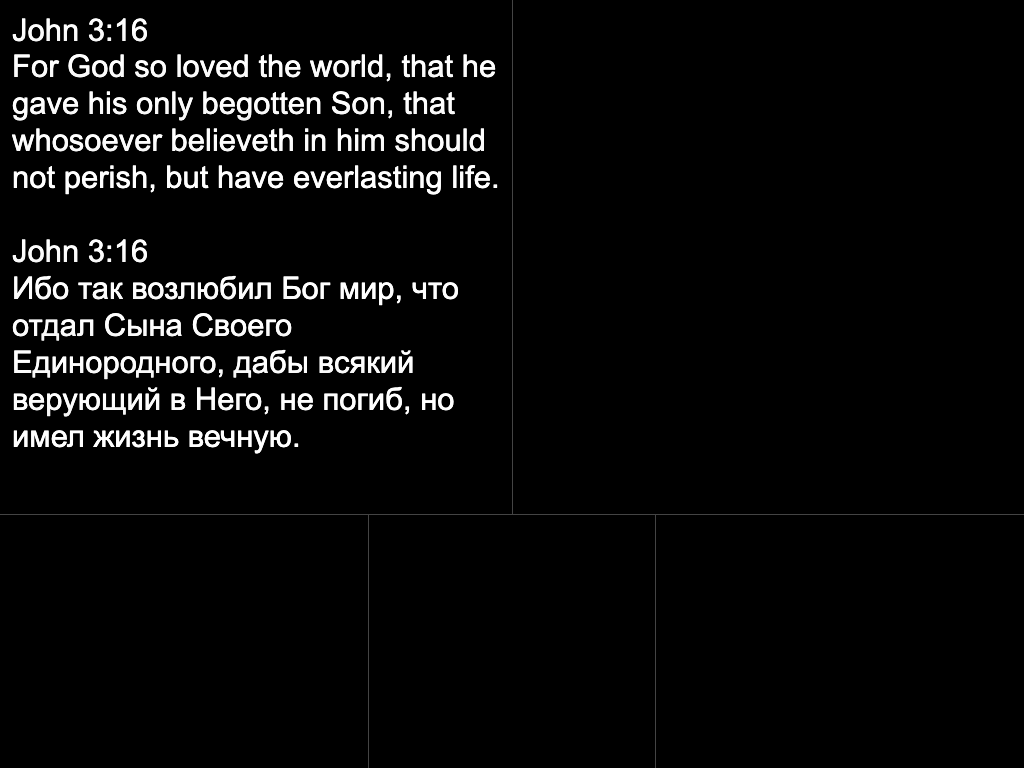 John 3:16
For God so loved the world, that he
gave his only begotten Son, that
whosoever believeth in him should
not perish, but have everlasting life.
John 3:16
Ибо так возлюбил Бог мир, что
отдал Сына Своего
Единородного, дабы всякий
верующий в Него, не погиб, но
имел жизнь вечную.